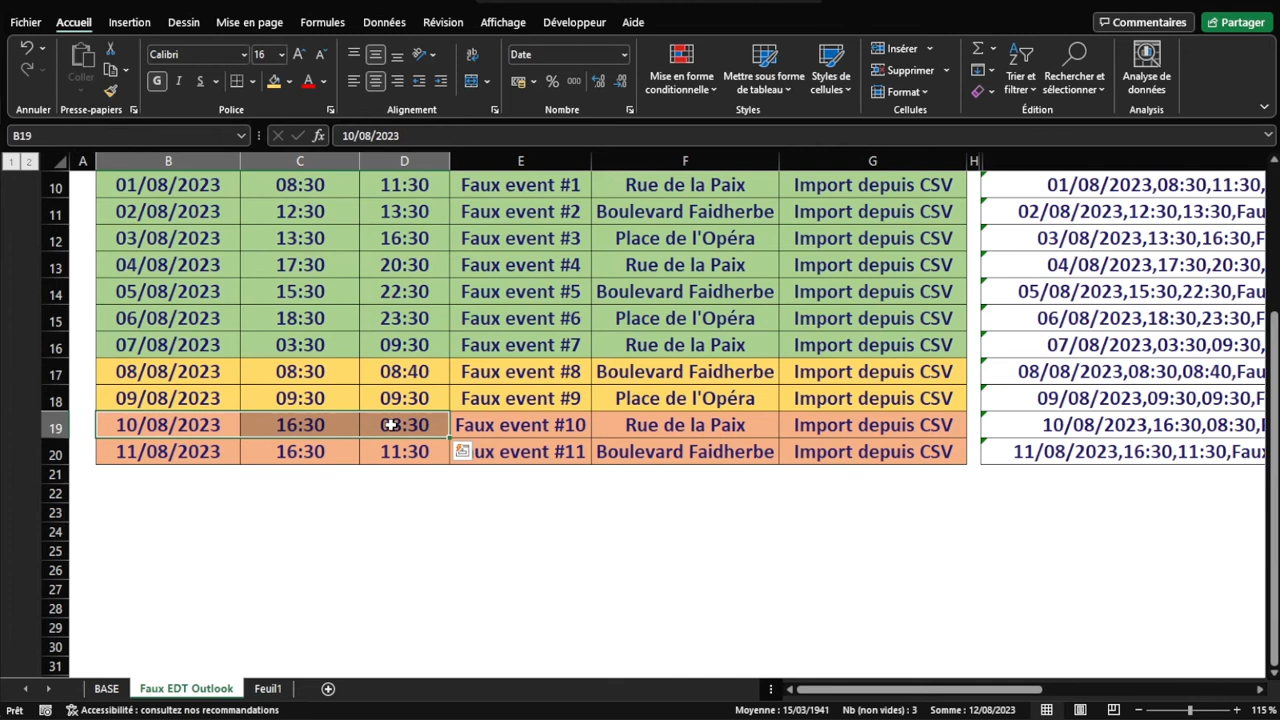 Fichier Accueil Insertion Dessin Mise en page Formules Données Révision Affichage Développeur Aide Commentaires Partager
Calibri 16 Date Insérer
Coller G I S Mise en forme conditionnelle Mettre sous forme de tableau Styles de cellules Supprimer Trier et filtrer Rechercher et sélectionner Analyse de données
% 000 Format
Annuler Presse-papiers Police Alignement Nombre Styles Cellules Édition Analysis
B19 fx 10/08/2023
1 2 A B C D E F G H
10 01/08/2023 08:30 11:30 Faux event #1 Rue de la Paix Import depuis CSV 01/08/2023,08:30,11:30,
11 02/08/2023 12:30 13:30 Faux event #2 Boulevard Faidherbe Import depuis CSV 02/08/2023,12:30,13:30,Fau
12 03/08/2023 13:30 16:30 Faux event #3 Place de l'Opéra Import depuis CSV 03/08/2023,13:30,16:30,F
13 04/08/2023 17:30 20:30 Faux event #4 Rue de la Paix Import depuis CSV 04/08/2023,17:30,20:30,
14 05/08/2023 15:30 22:30 Faux event #5 Boulevard Faidherbe Import depuis CSV 05/08/2023,15:30,22:30,Fau
15 06/08/2023 18:30 23:30 Faux event #6 Place de l'Opéra Import depuis CSV 06/08/2023,18:30,23:30,F
16 07/08/2023 03:30 09:30 Faux event #7 Rue de la Paix Import depuis CSV 07/08/2023,03:30,09:30,
17 08/08/2023 08:30 08:40 Faux event #8 Boulevard Faidherbe Import depuis CSV 08/08/2023,08:30,08:40,Fau
18 09/08/2023 09:30 09:30 Faux event #9 Place de l'Opéra Import depuis CSV 09/08/2023,09:30,09:30,F
19 10/08/2023 16:30 08:30 Faux event #10 Rue de la Paix Import depuis CSV 10/08/2023,16:30,08:30,
20 11/08/2023 16:30 11:30 ux event #11 Boulevard Faidherbe Import depuis CSV 11/08/2023,16:30,11:30,Faux
21
22
23
24
25
26
27
28
29
30
31
BASE Faux EDT Outlook Feuil1
Prêt Accessibilité : consultez nos recommandations Moyenne : 15/03/1941 Nb (non vides) : 3 Somme : 12/08/2023 115 %